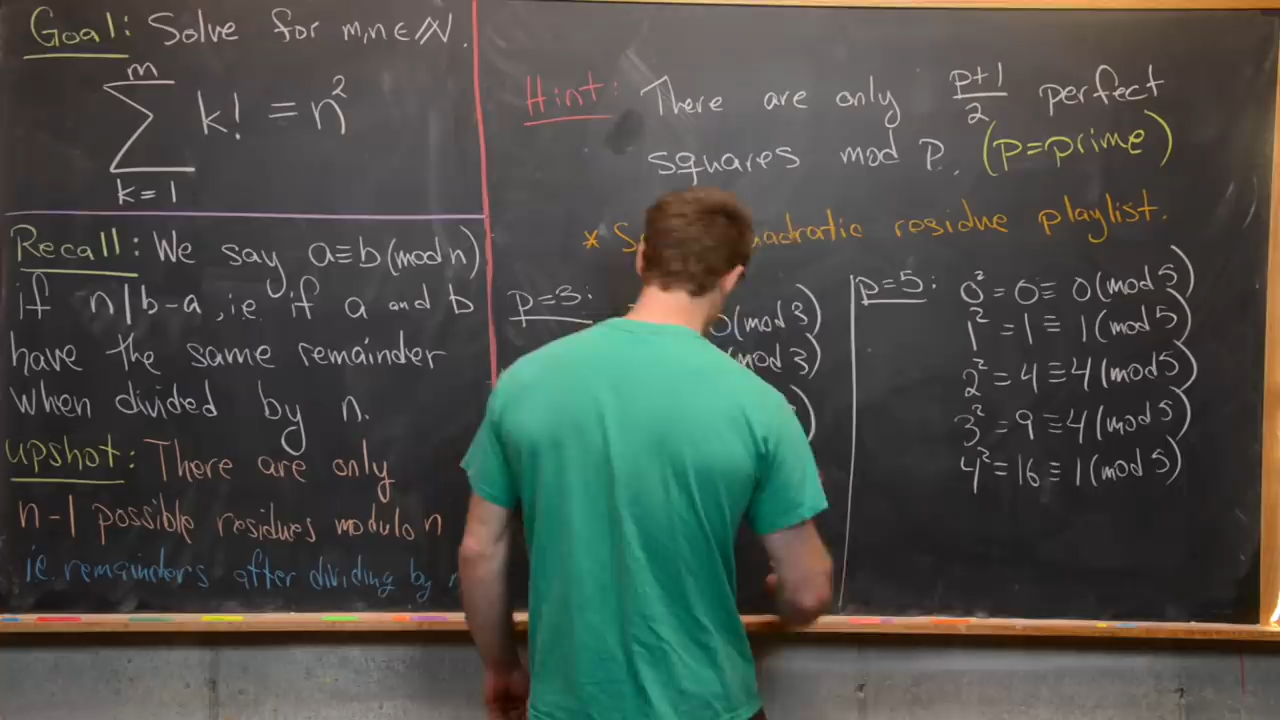 Goal: Solve for m,n ∈ ℕ.
m
∑ k! = n²
k=1
Recall: We say a≡b(mod n)
if n|b-a, i.e. if a and b
have the same remainder
when divided by n.
upshot: There are only
n-1 possible residues modulo n
i.e. remainders after dividing by
Hint: There are only p+1/2 perfect
squares mod p. (p=prime)
* quadratic residue playlist.
p=3:
0(mod 3)
(mod 3)
p=5: 0²=0≡0(mod 5)
1²=1≡1(mod 5)
2²=4≡4(mod 5)
3²=9≡4(mod 5)
4²=16≡1(mod 5)